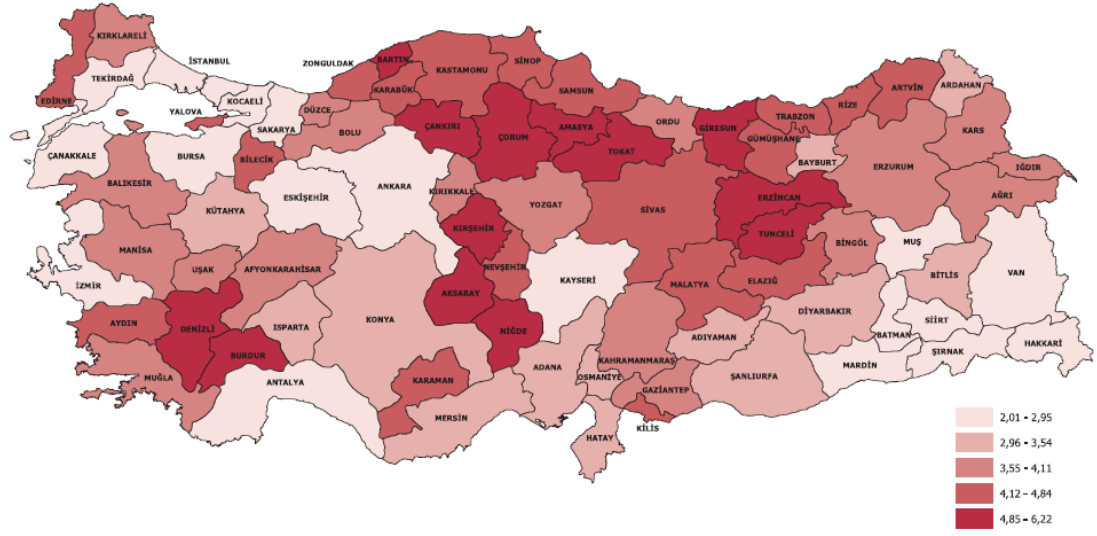 KIRKLARELİ
İSTANBUL
TEKİRDAĞ
EDİRNE
KOCAELİ
YALOVA
SAKARYA
DÜZCE
ZONGULDAK
BARTIN
KARABÜK
KASTAMONU
SİNOP
SAMSUN
BOLU
ÇANKIRI
ÇORUM
AMASYA
TOKAT
ORDU
GİRESUN
TRABZON
GÜMÜŞHANE
RİZE
ARTVİN
ARDAHAN
KARS
BAYBURT
ERZURUM
IĞDIR
AĞRI
ÇANAKKALE
BURSA
BİLECİK
BALIKESİR
KÜTAHYA
ESKİŞEHİR
ANKARA
KIRIKKALE
YOZGAT
SİVAS
ERZİNCAN
TUNCELİ
BİNGÖL
MUŞ
BİTLİS
VAN
KIRŞEHİR
NEVŞEHİR
KAYSERİ
MALATYA
ELAZIĞ
DİYARBAKIR
BATMAN
SİİRT
ŞIRNAK
HAKKARİ
MARDİN
MANİSA
UŞAK
AFYONKARAHİSAR
İZMİR
AYDIN
DENİZLİ
BURDUR
ISPARTA
KONYA
AKSARAY
NİĞDE
MUĞLA
ANTALYA
KARAMAN
MERSİN
ADANA
OSMANİYE
KAHRAMANMARAŞ
ADIYAMAN
GAZİANTEP
ŞANLIURFA
KİLİS
HATAY
2,01 - 2,95
2,96 - 3,54
3,55 - 4,11
4,12 - 4,84
4,85 - 6,22